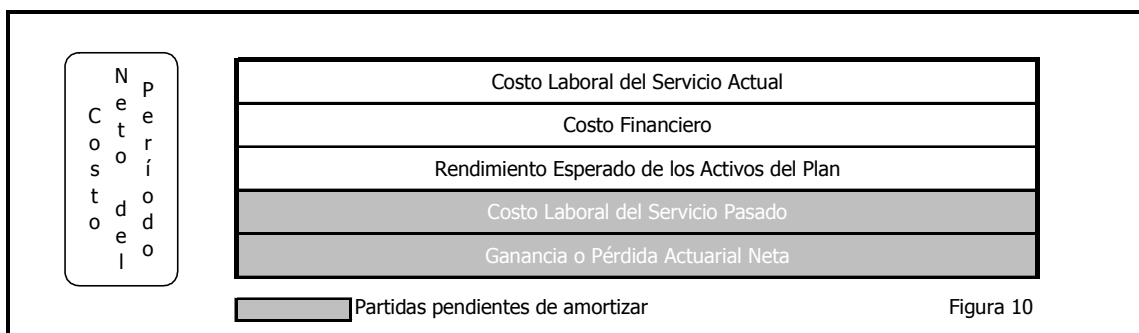 Costo
Neto del
Período
Costo Laboral del Servicio Actual
Costo Financiero
Rendimiento Esperado de los Activos del Plan
Costo Laboral del Servicio Pasado
Ganancia o Pérdida Actuarial Neta
Partidas pendientes de amortizar
Figura 10